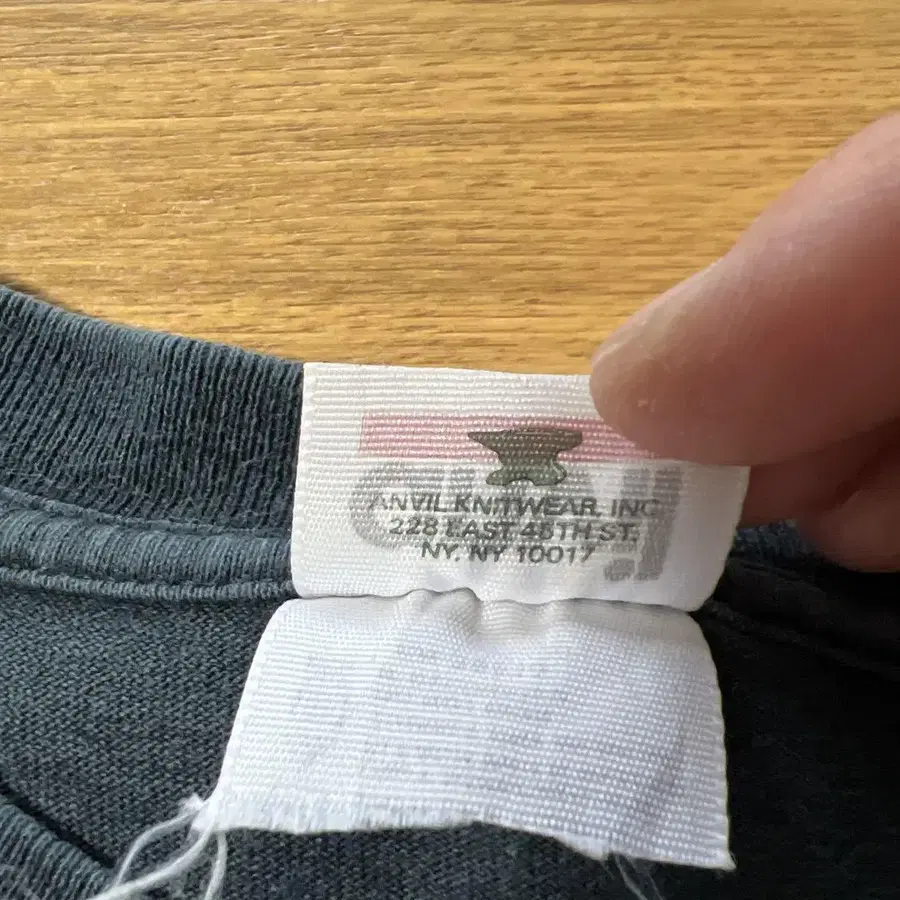 ANVIL KNITWEAR, INC.
228 EAST 45TH ST.
NY, NY 10017